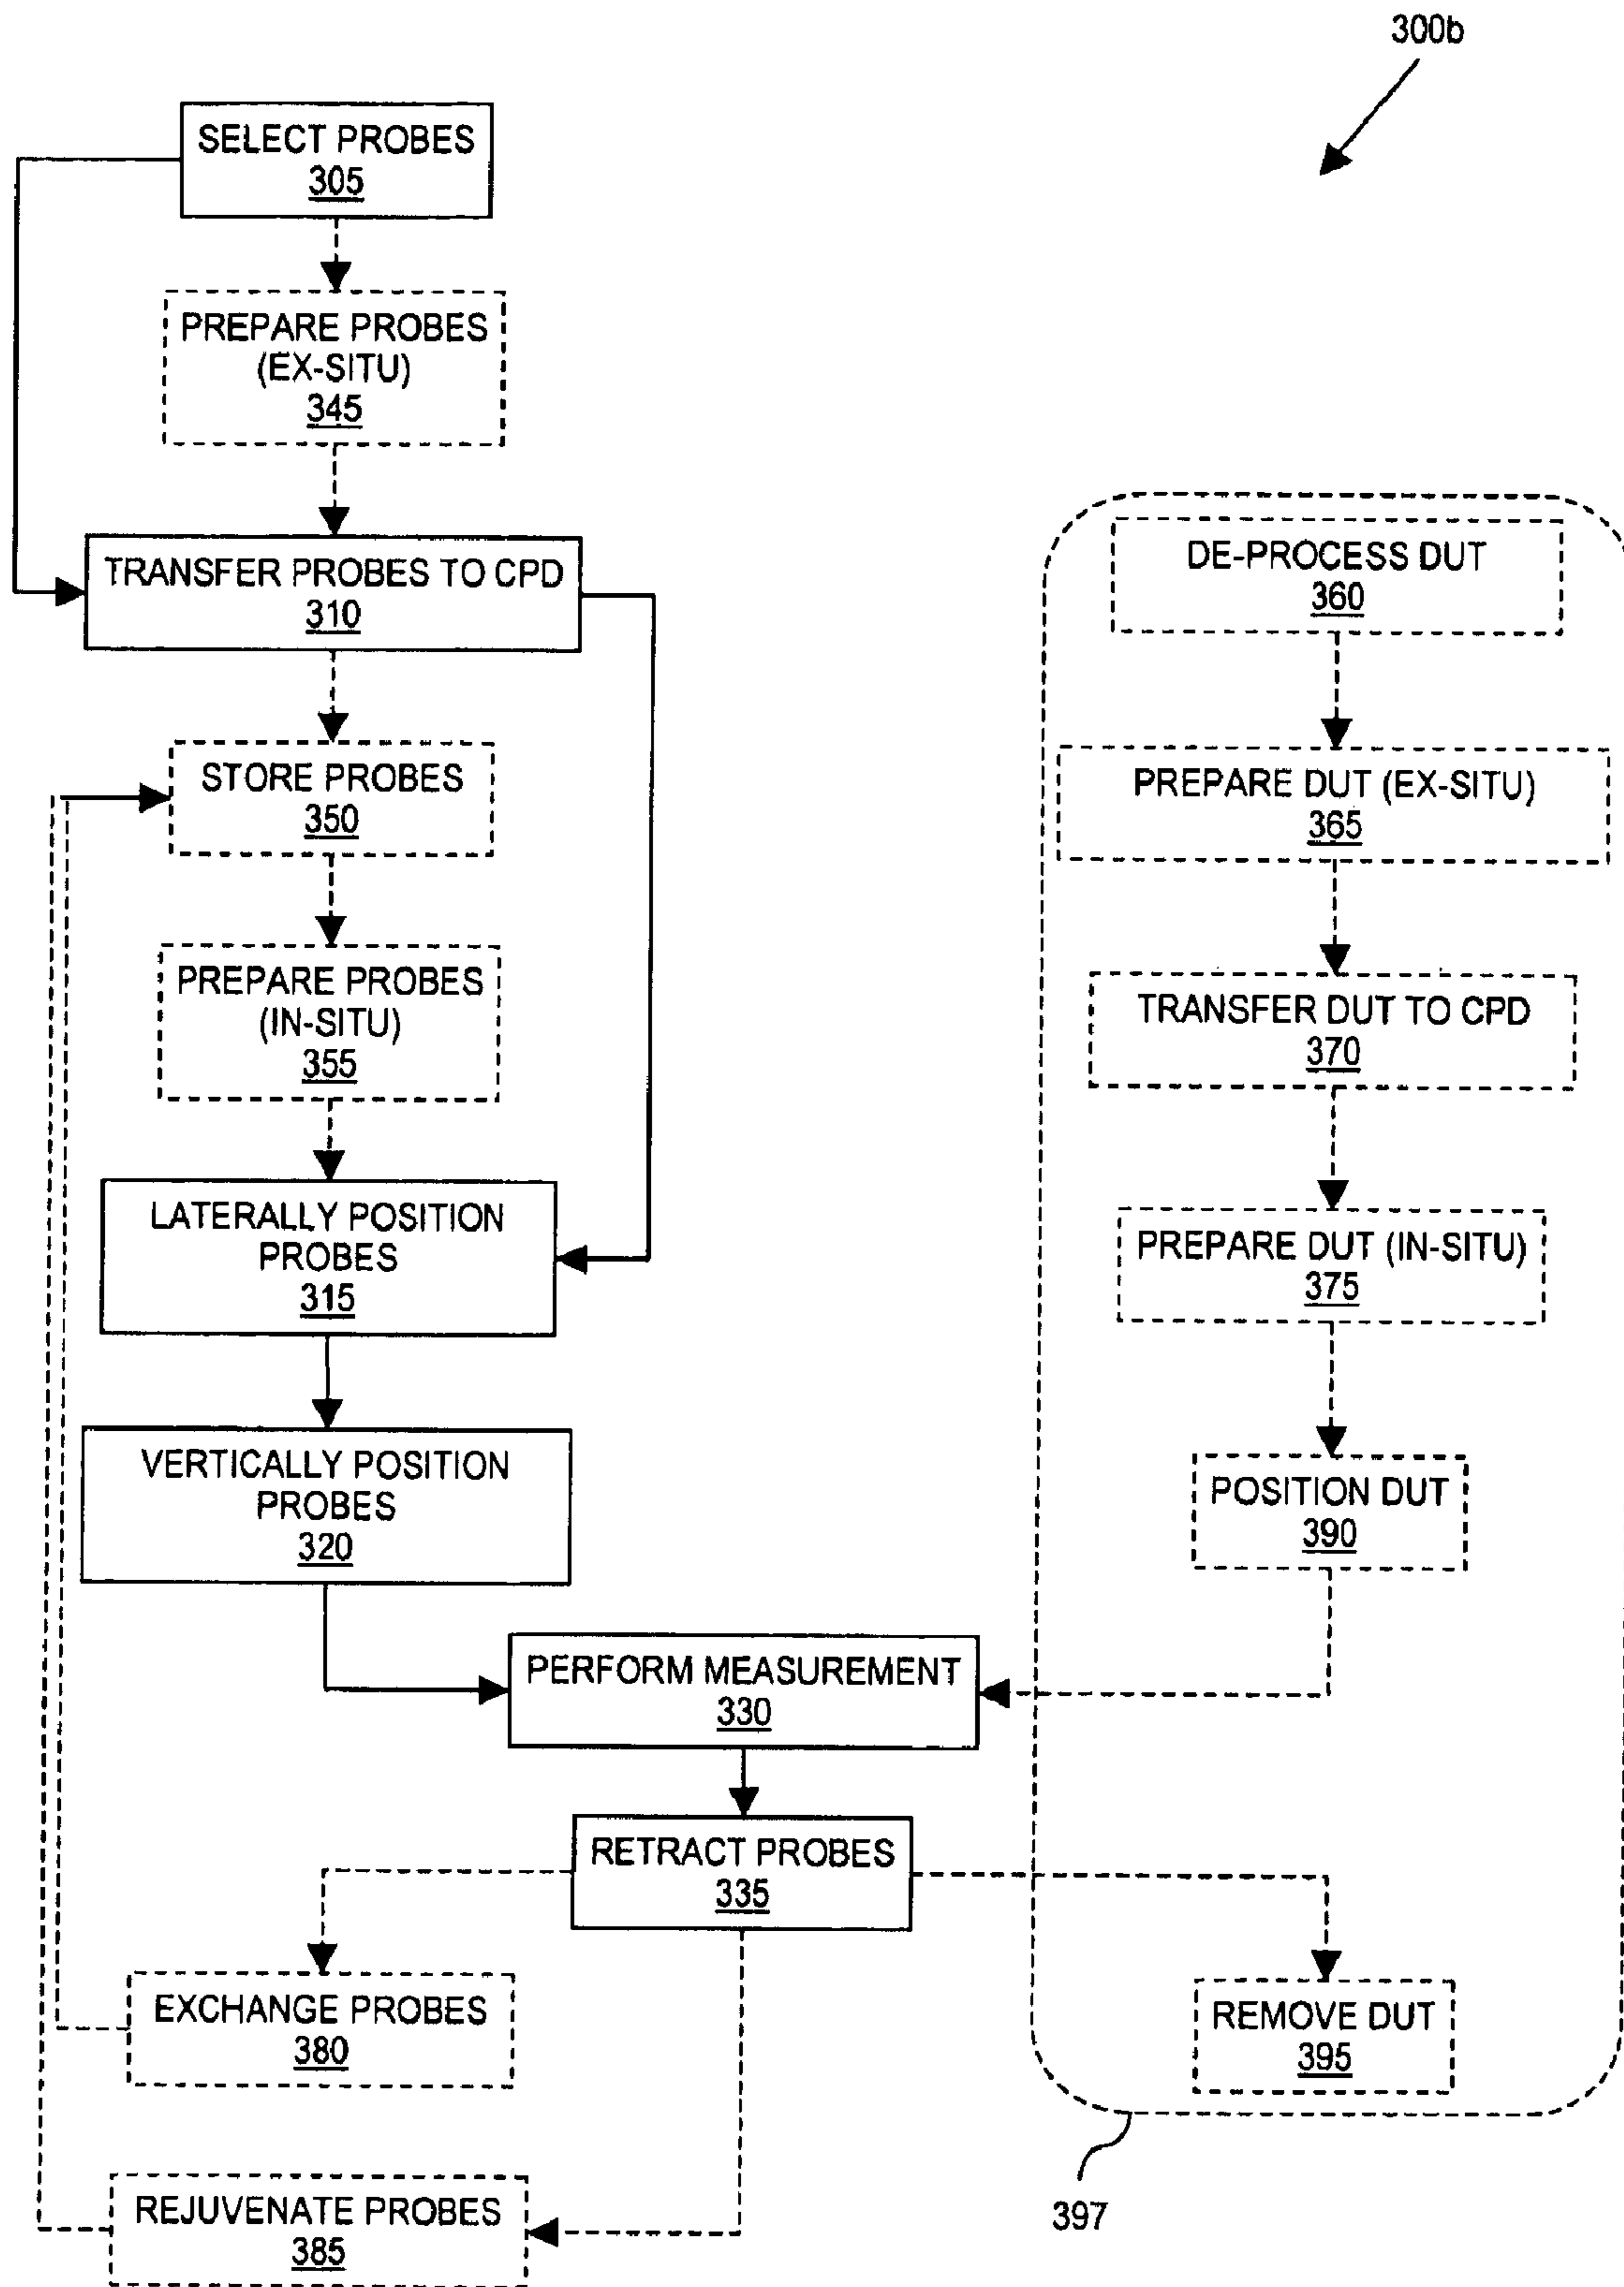 300b
SELECT PROBES
305
PREPARE PROBES
(EX-SITU)
345
TRANSFER PROBES TO CPD
310
STORE PROBES
350
PREPARE PROBES
(IN-SITU)
355
LATERALLY POSITION
PROBES
315
VERTICALLY POSITION
PROBES
320
DE-PROCESS DUT
360
PREPARE DUT (EX-SITU)
365
TRANSFER DUT TO CPD
370
PREPARE DUT (IN-SITU)
375
POSITION DUT
390
PERFORM MEASUREMENT
330
RETRACT PROBES
335
EXCHANGE PROBES
380
REMOVE DUT
395
REJUVENATE PROBES
385
397